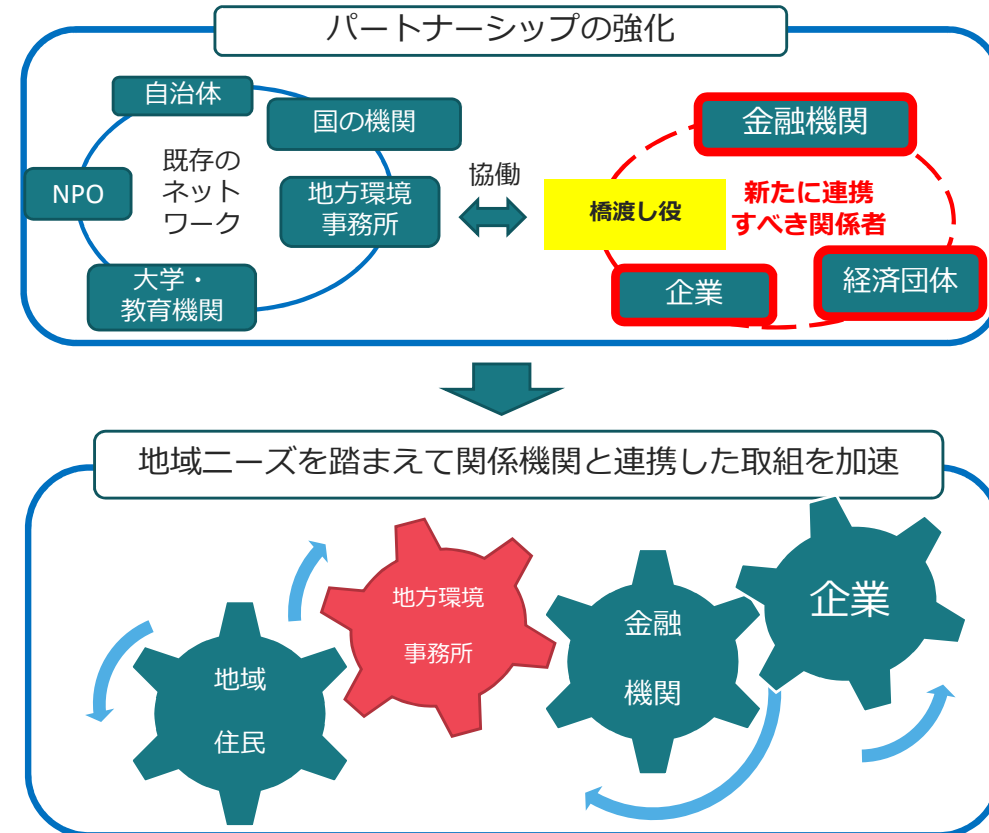 パートナーシップの強化
自治体
国の機関
NPO
既存の
ネット
ワーク
地方環境
事務所
大学・
教育機関
協働
金融機関
橋渡し役
新たに連携
すべき関係者
企業
経済団体
地域ニーズを踏まえて関係機関と連携した取組を加速
地域
住民
地方環境
事務所
金融
機関
企業